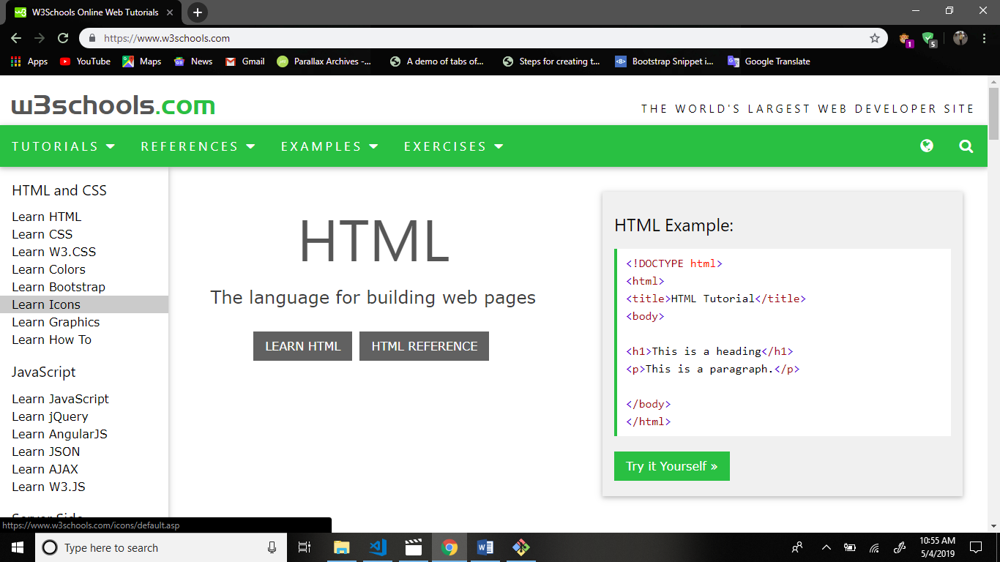 W3Schools Online Web Tutorials
https://www.w3schools.com
1
5
Apps
YouTube
Maps
News
Gmail
Parallax Archives -...
A demo of tabs of...
Steps for creating t...
Bootstrap Snippet i...
Google Translate
w3schools.com
THE WORLD'S LARGEST WEB DEVELOPER SITE
TUTORIALS
REFERENCES
EXAMPLES
EXERCISES
HTML and CSS
Learn HTML
Learn CSS
Learn W3.CSS
Learn Colors
Learn Bootstrap
Learn Icons
Learn Graphics
Learn How To
JavaScript
Learn JavaScript
Learn jQuery
Learn AngularJS
Learn JSON
Learn AJAX
Learn W3.JS
Server Side
HTML
The language for building web pages
LEARN HTML
HTML REFERENCE
HTML Example:
<!DOCTYPE html>
<html>
<title>HTML Tutorial</title>
<body>
<h1>This is a heading</h1>
<p>This is a paragraph.</p>
</body>
</html>
Try it Yourself »
https://www.w3schools.com/icons/default.asp
Type here to search
10:55 AM
5/4/2019